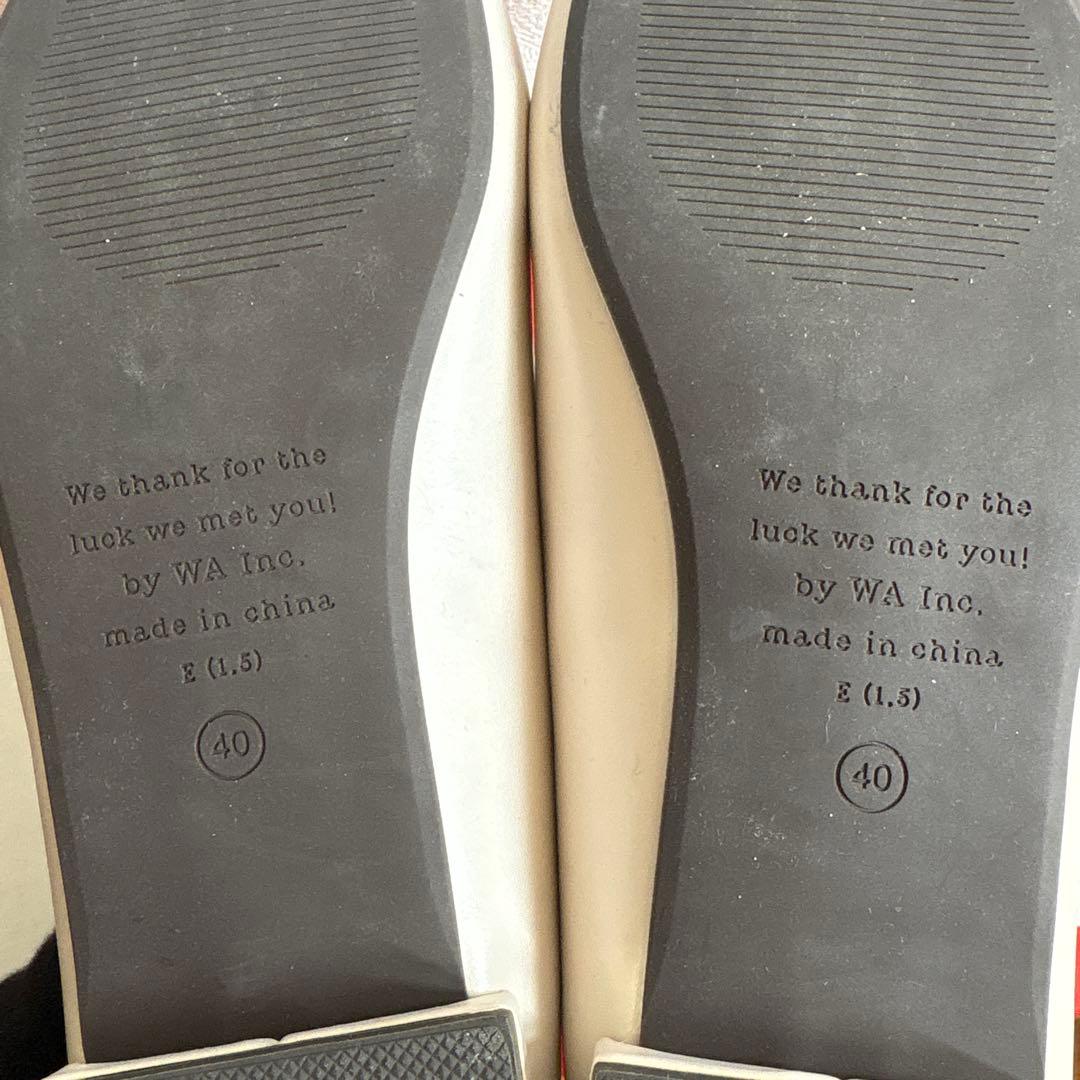 We thank for the
luck we met you!
by WA Inc.
made in china
E (1.5)
40
We thank for the
luck we met you!
by WA Inc.
made in china
E (1.5)
40